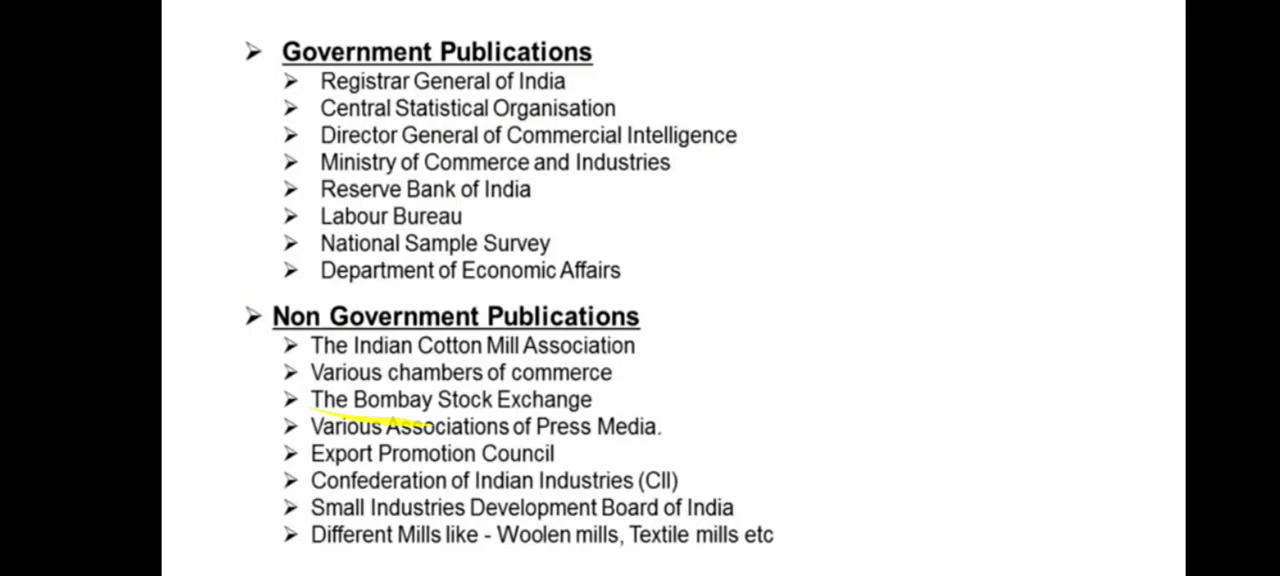 ➢ Government Publications
➢ Registrar General of India
➢ Central Statistical Organisation
➢ Director General of Commercial Intelligence
➢ Ministry of Commerce and Industries
➢ Reserve Bank of India
➢ Labour Bureau
➢ National Sample Survey
➢ Department of Economic Affairs
➢ Non Government Publications
➢ The Indian Cotton Mill Association
➢ Various chambers of commerce
➢ The Bombay Stock Exchange
➢ Various Associations of Press Media.
➢ Export Promotion Council
➢ Confederation of Indian Industries (CII)
➢ Small Industries Development Board of India
➢ Different Mills like - Woolen mills, Textile mills etc